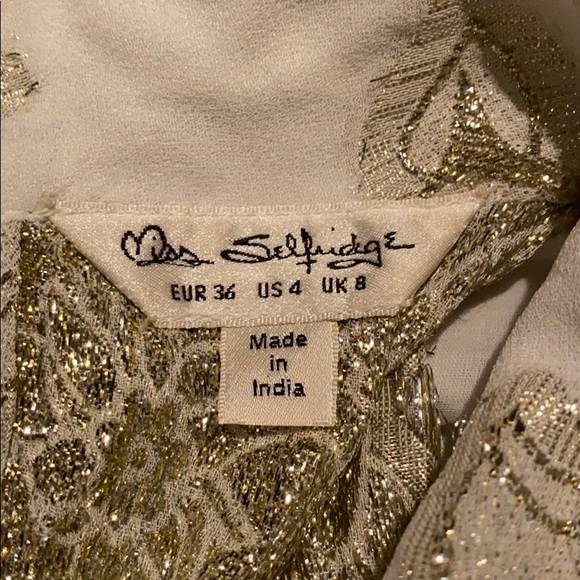 Miss Selfridge
EUR 36 US 4 UK 8
Made
in
India